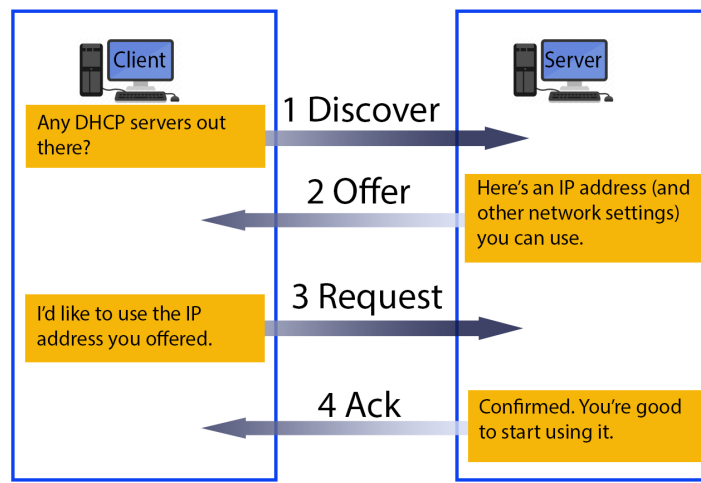 Client
Server
1 Discover
Any DHCP servers out
there?
2 Offer
Here's an IP address (and
other network settings)
you can use.
3 Request
I'd like to use the IP
address you offered.
4 Ack
Confirmed. You're good
to start using it.